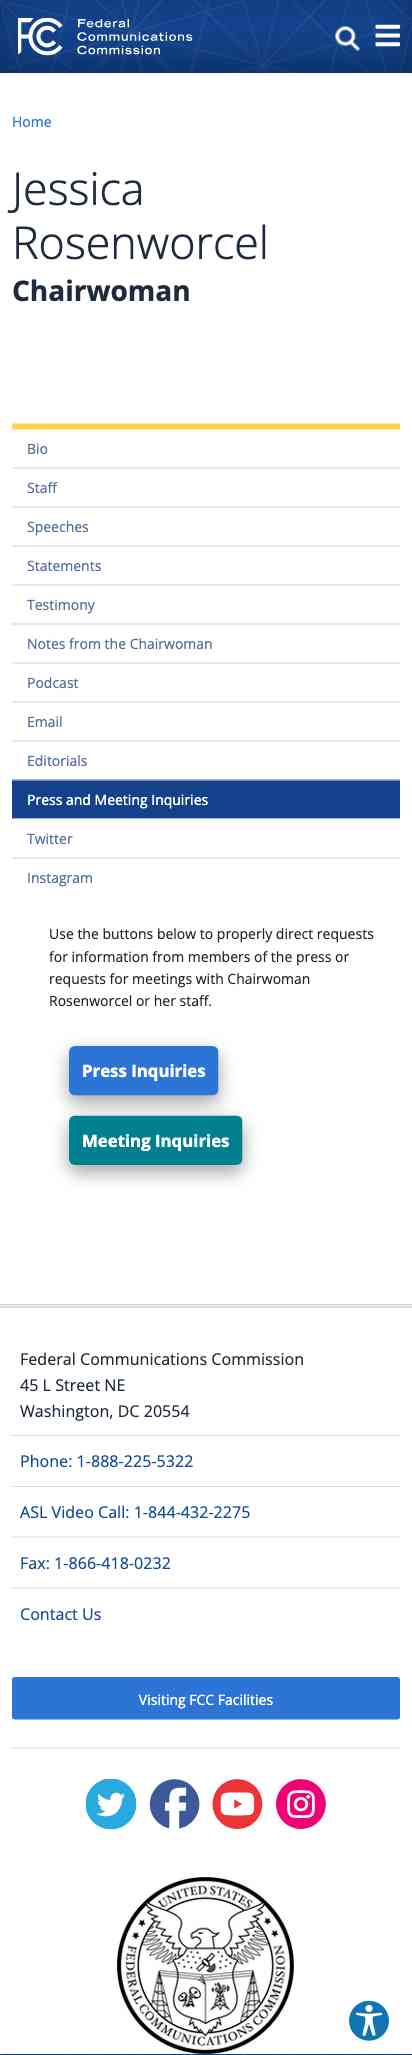 FCC
Federal
Communications
Commission
Home
Jessica
Rosenworcel
Chairwoman
Bio
Staff
Speeches
Statements
Testimony
Notes from the Chairwoman
Podcast
Email
Editorials
Press and Meeting Inquiries
Twitter
Instagram
Use the buttons below to properly direct requests
for information from members of the press or
requests for meetings with Chairwoman
Rosenworcel or her staff.
Press Inquiries
Meeting Inquiries
Federal Communications Commission
45 L Street NE
Washington, DC 20554
Phone: 1-888-225-5322
ASL Video Call: 1-844-432-2275
Fax: 1-866-418-0232
Contact Us
Visiting FCC Facilities
UNITED STATES
FEDERAL COMMUNICATIONS COMMISSION